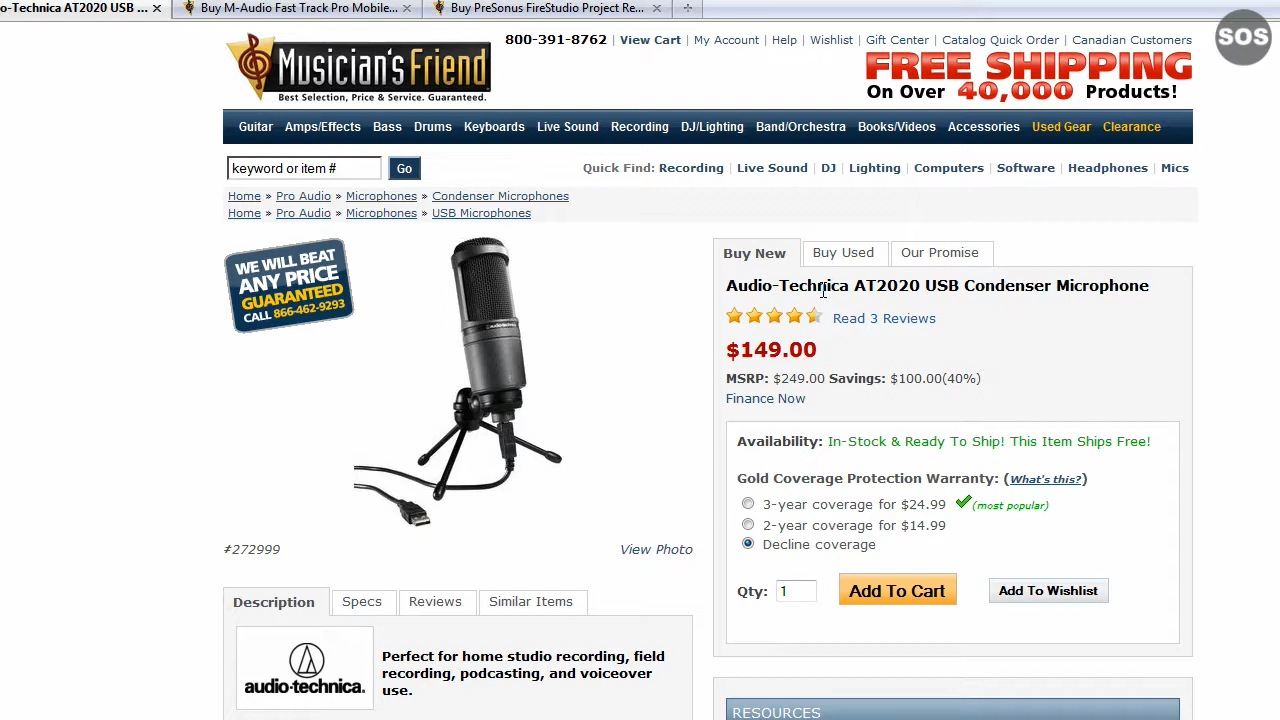 o-Technica AT2020 USB ...
Buy M-Audio Fast Track Pro Mobile...
Buy PreSonus FireStudio Project Re...
SOS
800-391-8762 | View Cart | My Account | Help | Wishlist | Gift Center | Catalog Quick Order | Canadian Customers
Musician's Friend
Best Selection, Price & Service. Guaranteed.
FREE SHIPPING
On Over 40,000 Products!
Guitar Amps/Effects Bass Drums Keyboards Live Sound Recording DJ/Lighting Band/Orchestra Books/Videos Accessories Used Gear Clearance
keyword or item # Go
Quick Find: Recording | Live Sound | DJ | Lighting | Computers | Software | Headphones | Mics
Home » Pro Audio » Microphones » Condenser Microphones
Home » Pro Audio » Microphones » USB Microphones
WE WILL BEAT
ANY PRICE
GUARANTEED
CALL 866-462-9293
audio-technica
#272999
View Photo
Buy New Buy Used Our Promise
Audio-Technica AT2020 USB Condenser Microphone
Read 3 Reviews
$149.00
MSRP: $249.00 Savings: $100.00(40%)
Finance Now
Availability: In-Stock & Ready To Ship! This Item Ships Free!
Gold Coverage Protection Warranty: (What's this?)
3-year coverage for $24.99 (most popular)
2-year coverage for $14.99
Decline coverage
Qty: 1 Add To Cart Add To Wishlist
Description Specs Reviews Similar Items
audio-technica.
Perfect for home studio recording, field
recording, podcasting, and voiceover
use.
RESOURCES